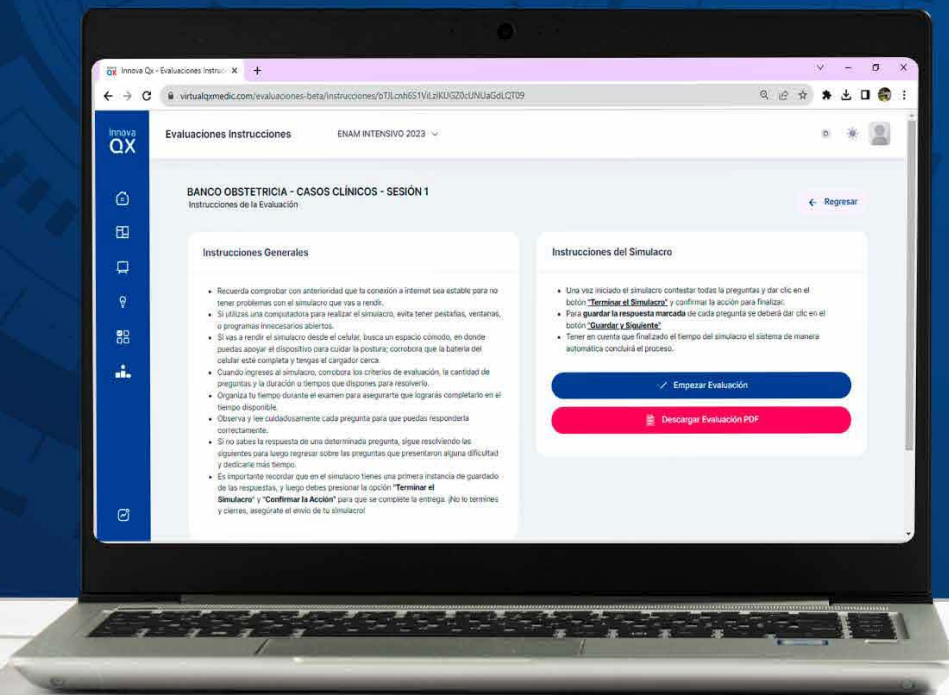 Innova Qx - Evaluaciones Instruc
virtualqxmedic.com/evaluaciones-beta/instrucciones/
Innova
QX
Evaluaciones Instrucciones
ENAM INTENSIVO 2023
BANCO OBSTETRICIA - CASOS CLÍNICOS - SESIÓN 1
Instrucciones de la Evaluación
Regresar
Instrucciones Generales
• Recuerda comprobar con anterioridad que ta conexión a internet sea estable para no
tener problemas con el simulacro que vas a rendir.
• Si utilizas una computadora para realizar el simulacro, evita tener pestañas, ventanas,
o programas innecesarios abiertos.
• Si vas a rendir el simulacro desde el celular, busca un espacio cómodo, en donde
puedas apoyar el dispositivo para cuidar la postura; corrobora que la batería del
celular esté completa y tengas el cargador cerca.
• Cuando ingreses al simulacro, corrobora los criterios de evaluación, la cantidad de
preguntas y la duración o tiempos que dispones para resolverlo.
• Organiza tu tiempo durante el examen para asegurarte que lograrás completarlo en el
tiempo disponible.
• Observa y lee cuidadosamente cada pregunta para que puedas responderla
correctamente.
• Si no sabes la respuesta de una determinada pregunta, sigue resolviendo las
siguientes para luego regresar sobre las preguntas que presentaron alguna dificultad
y dedicarle más tiempo.
• Es importante recordar que en el simulacro tienes una primera instancia de guardado
de las respuestas, y luego debes presionar la opción "Terminar el
Simulacro" y "Confirmar la Acción" para que se complete la entrega. ¡No lo termines
y cierres, asegúrate el envío de tu simulacro!
Instrucciones del Simulacro
• Una vez iniciado el simulacro contestar todas la preguntas y dar clic en el
botón "Terminar el Simulacro" y confirmar la acción para finalizar.
• Para guardar la respuesta marcada de cada pregunta se deberá dar clic en el
botón "Guardar y Siguiente"
• Tener en cuenta que finalizado el tiempo del simulacro el sistema de manera
automática concluirá el proceso.
Empezar Evaluación
Descargar Evaluación PDF